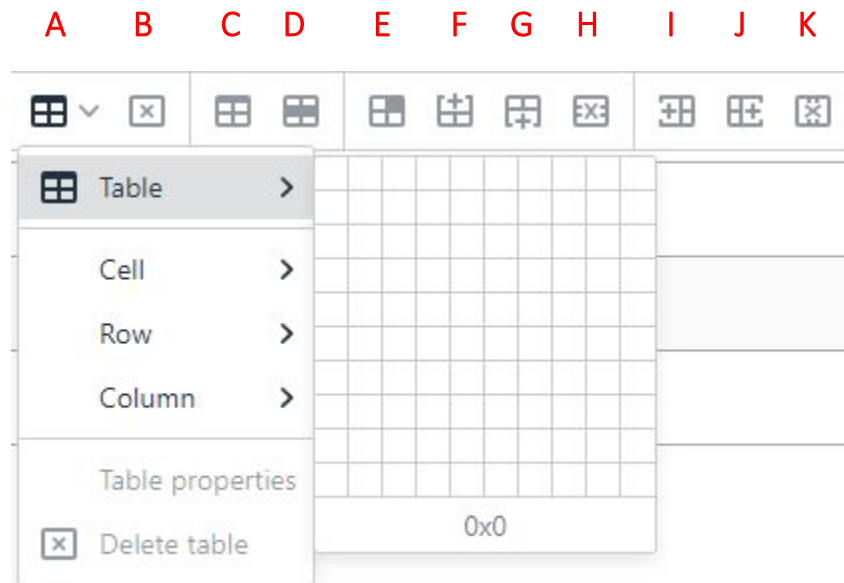 A B C D E F G H I J K
Table
Cell
Row
Column
Table properties
0x0
Delete table